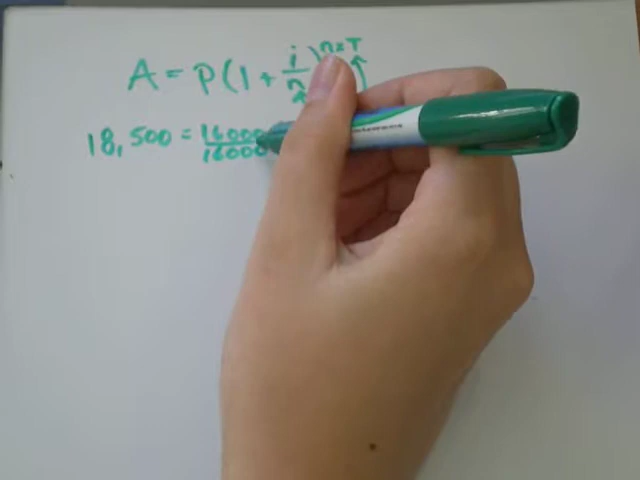 A = P(1 + i/n)^n×T
18,500 = 16000/16000